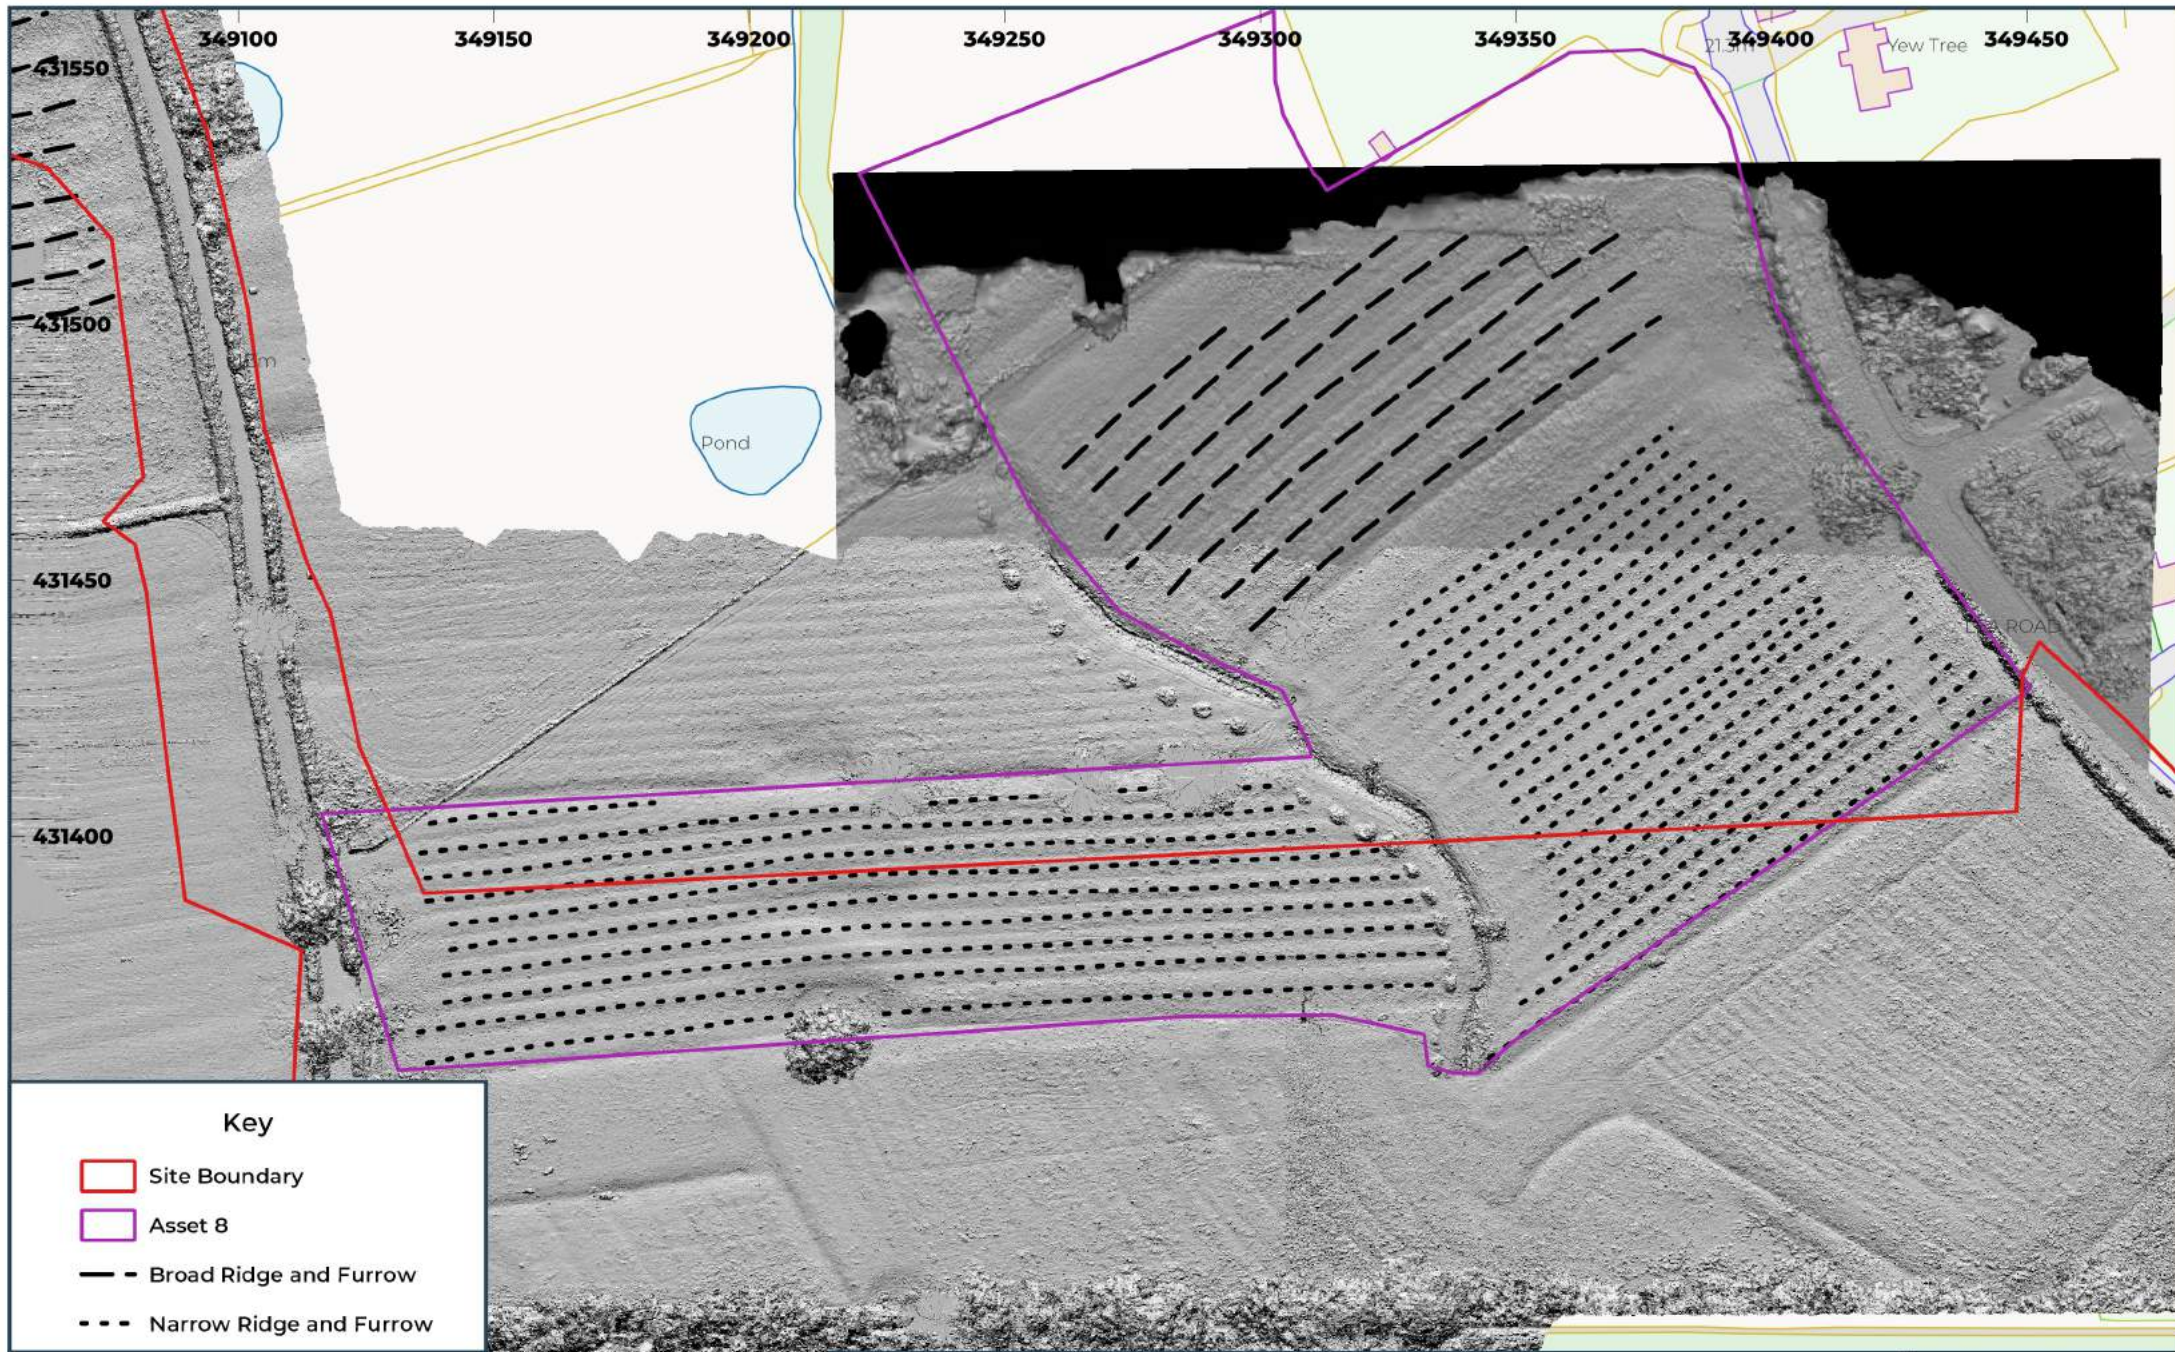 349100 349150 349200 349250 349300 349350 349400 349450
Yew Tree
431550
431500
Pond
431450
431400
Key
Site Boundary
Asset 8
Broad Ridge and Furrow
Narrow Ridge and Furrow